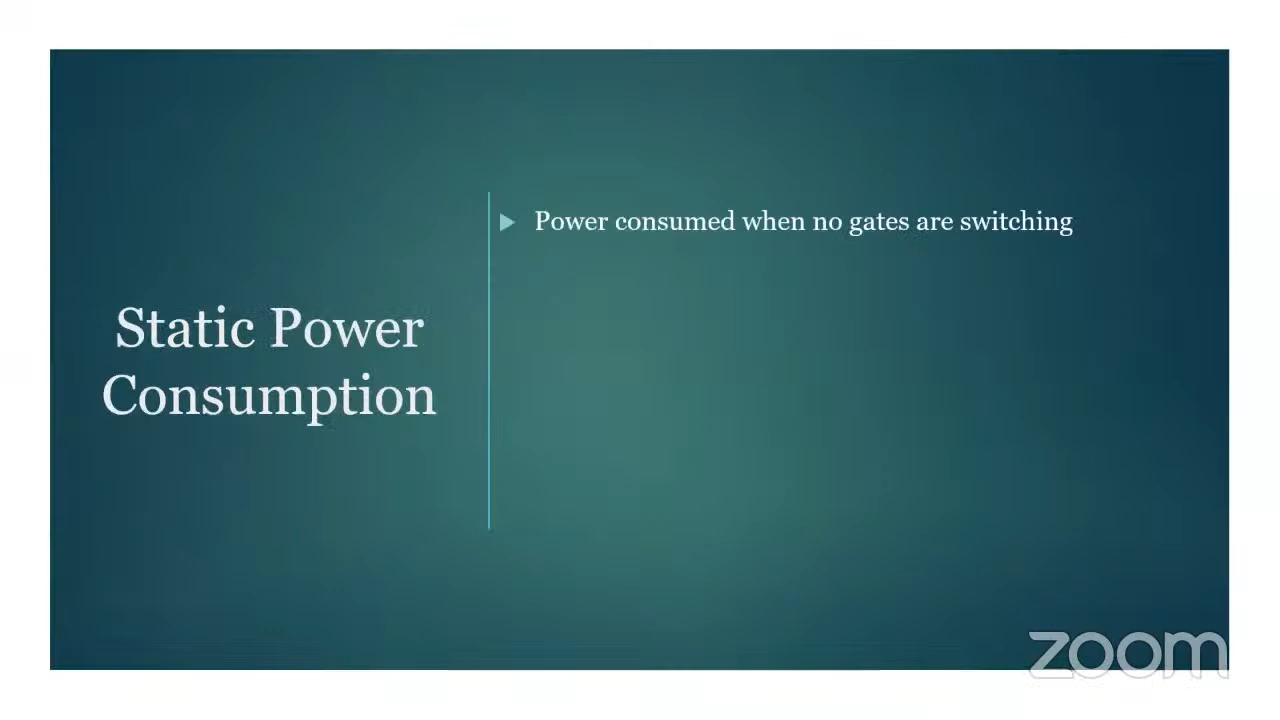 Static Power
Consumption
Power consumed when no gates are switching
zoom